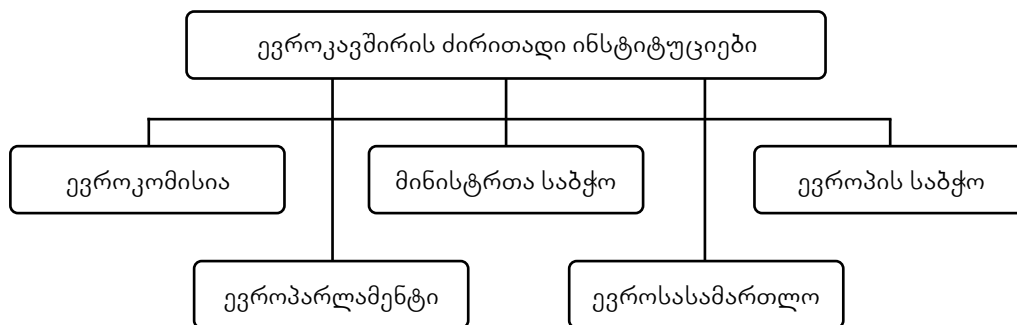 ევროკავშირის ძირითადი ინსტიტუციები
ევროკომისია
მინისტრთა საბჭო
ევროპის საბჭო
ევროპარლამენტი
ევროსასამართლო